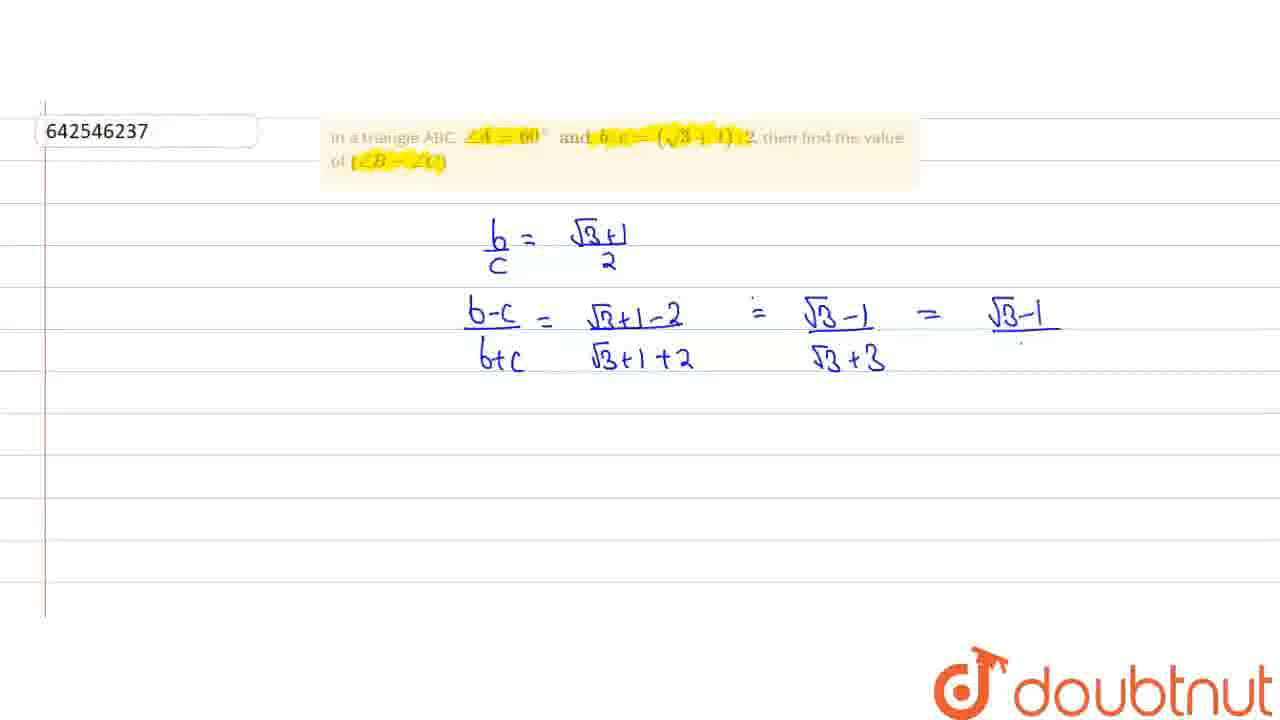 642546237
In a triangle ABC, ∠A = 60° and b : c = (√3 + 1) : 2, then find the value
of (∠B − ∠C)
b/c = (√3+1)/2
(b-c)/(b+c) = (√3+1-2)/(√3+1+2) = (√3-1)/(√3+3) = √3-1
doubtnut